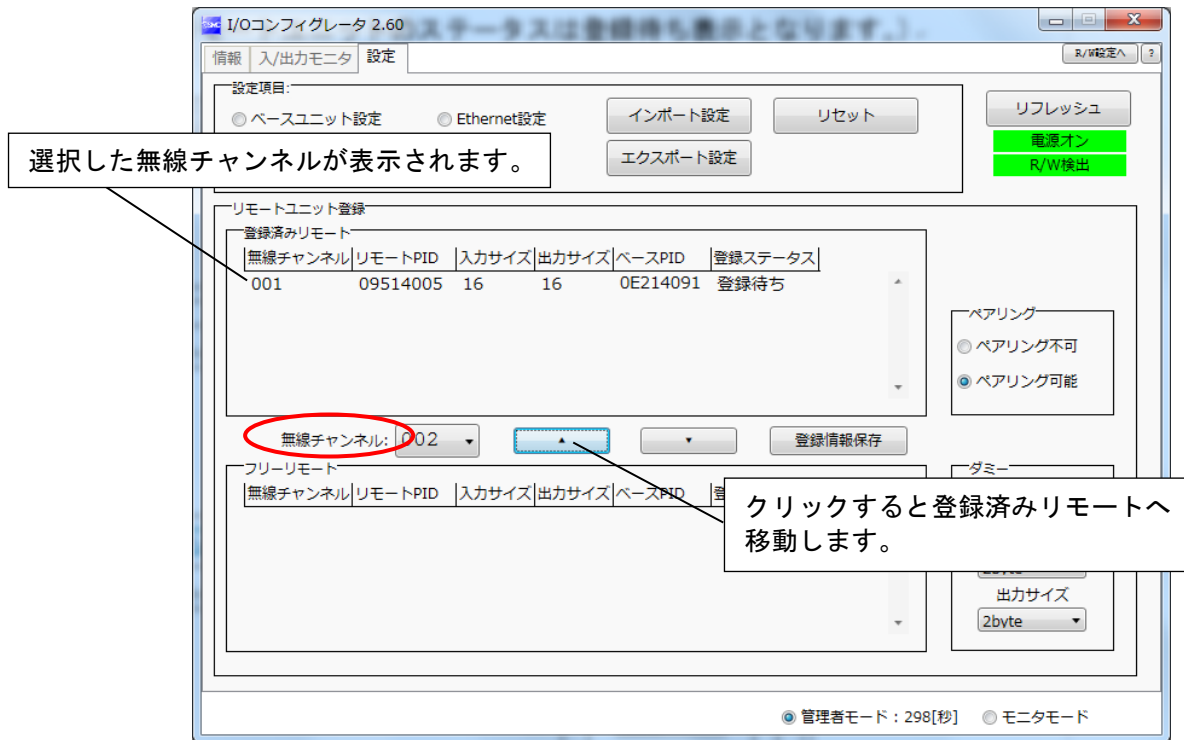 I/Oコンフィグレータ 2.60
情報 入/出力モニタ 設定 R/W設定へ ?
設定項目:
ベースユニット設定 Ethernet設定 インポート設定 リセット リフレッシュ
電源オン
選択した無線チャンネルが表示されます。 エクスポート設定 R/W検出
リモートユニット登録
登録済みリモート
無線チャンネル リモートPID 入力サイズ 出力サイズ ベースPID 登録ステータス
001 09514005 16 16 0E214091 登録待ち
ペアリング
ペアリング不可
ペアリング可能
無線チャンネル: 002 ▲ ▼ 登録情報保存
フリーリモート ダミー
無線チャンネル リモートPID 入力サイズ 出力サイズ ベースPID
クリックすると登録済みリモートへ
移動します。
出力サイズ
2byte
管理者モード：298[秒] モニタモード